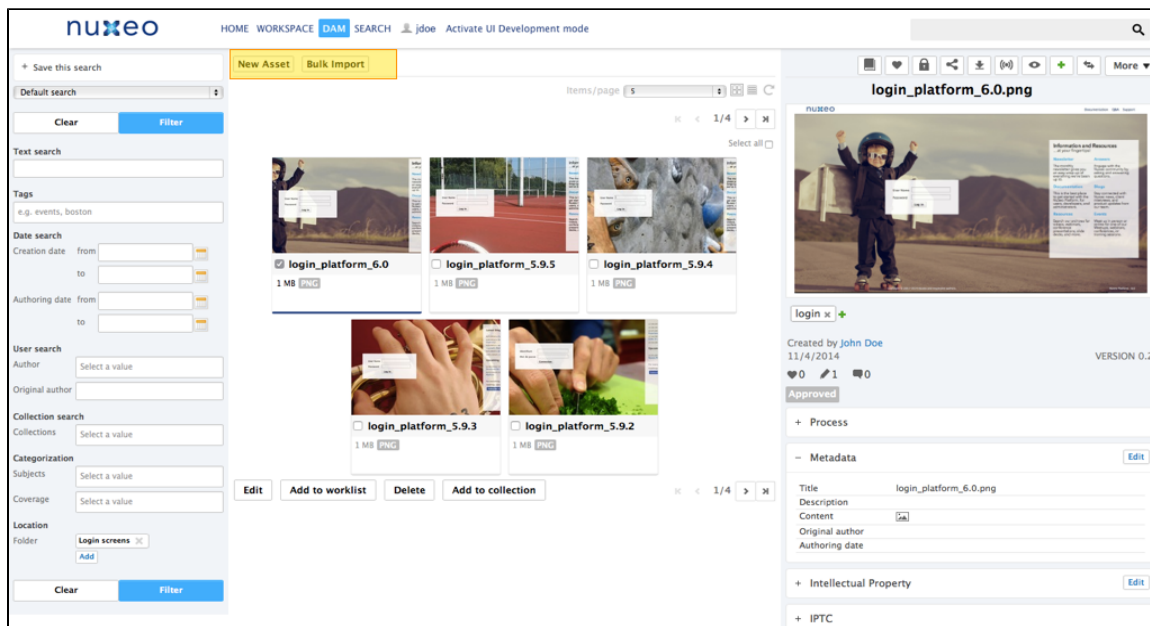 nuxeo
HOME WORKSPACE DAM SEARCH jdoe Activate UI Development mode
+ Save this search
Default search
Clear Filter
Text search
Tags
e.g. events, boston
Date search
Creation date from
to
Authoring date from
to
User search
Author Select a value
Original author
Collection search
Collections Select a value
Categorization
Subjects Select a value
Coverage Select a value
Location
Folder Login screens
Add
Clear Filter
New Asset Bulk Import
Items/page 5
1/4
Select all
login_platform_6.0
1 MB PNG
login_platform_5.9.5
1 MB PNG
login_platform_5.9.4
1 MB PNG
login_platform_5.9.3
1 MB PNG
login_platform_5.9.2
1 MB PNG
Edit Add to worklist Delete Add to collection
1/4
More
login_platform_6.0.png
nuxeo
Information and Resources
login
Created by John Doe
11/4/2014 VERSION 0.2
0 1 0
Approved
+ Process
− Metadata Edit
Title login_platform_6.0.png
Description
Content
Original author
Authoring date
+ Intellectual Property Edit
+ IPTC